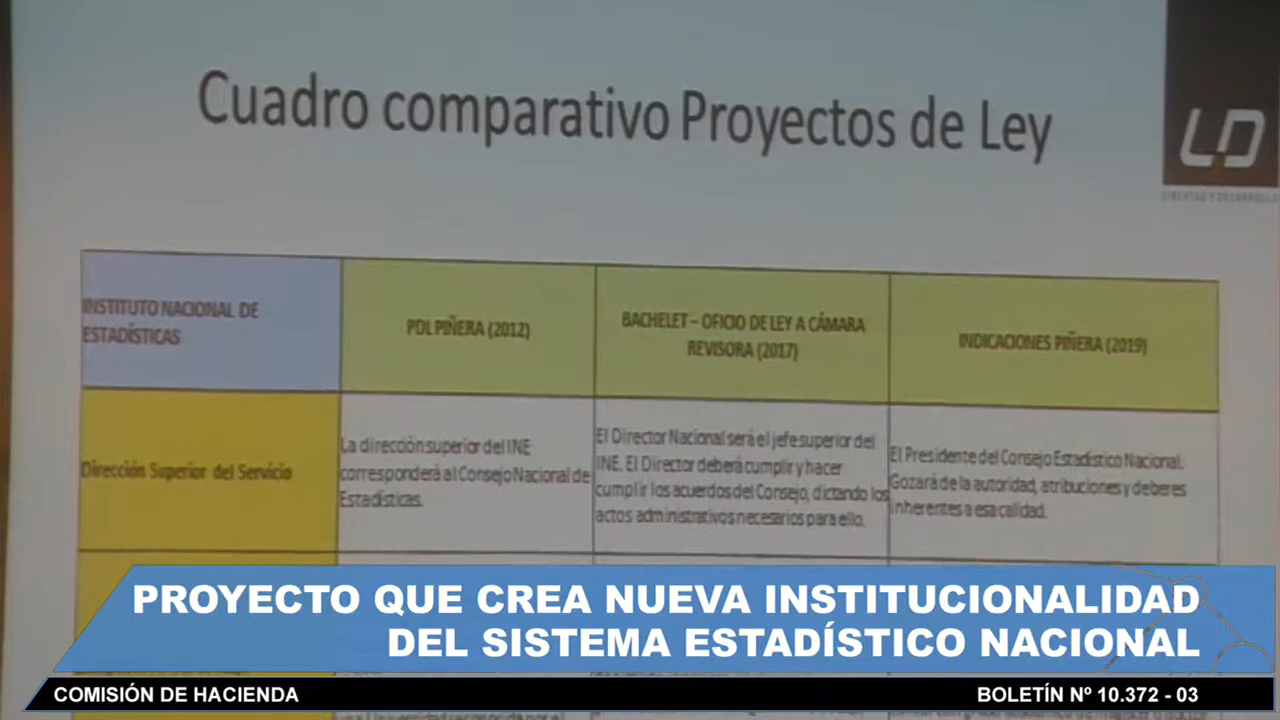 Cuadro comparativo Proyectos de Ley
LD
LIBERTAD Y DESARROLLO
INSTITUTO NACIONAL DE
ESTADÍSTICAS
PDL PIÑERA (2012)
BACHELET – OFICIO DE LEY A CÁMARA
REVISORA (2017)
INDICACIONES PIÑERA (2019)
Dirección Superior del Servicio
La dirección superior del INE
corresponderá al Consejo Nacional de
Estadísticas.
El Director Nacional será el jefe superior del
INE. El Director deberá cumplir y hacer
cumplir los acuerdos del Consejo, dictando los
actos administrativos necesarios para ello.
El Presidente del Consejo Estadístico Nacional.
Gozará de la autoridad, atribuciones y deberes
inherentes a esa calidad.
PROYECTO QUE CREA NUEVA INSTITUCIONALIDAD
DEL SISTEMA ESTADÍSTICO NACIONAL
COMISIÓN DE HACIENDA
BOLETÍN Nº 10.372 - 03